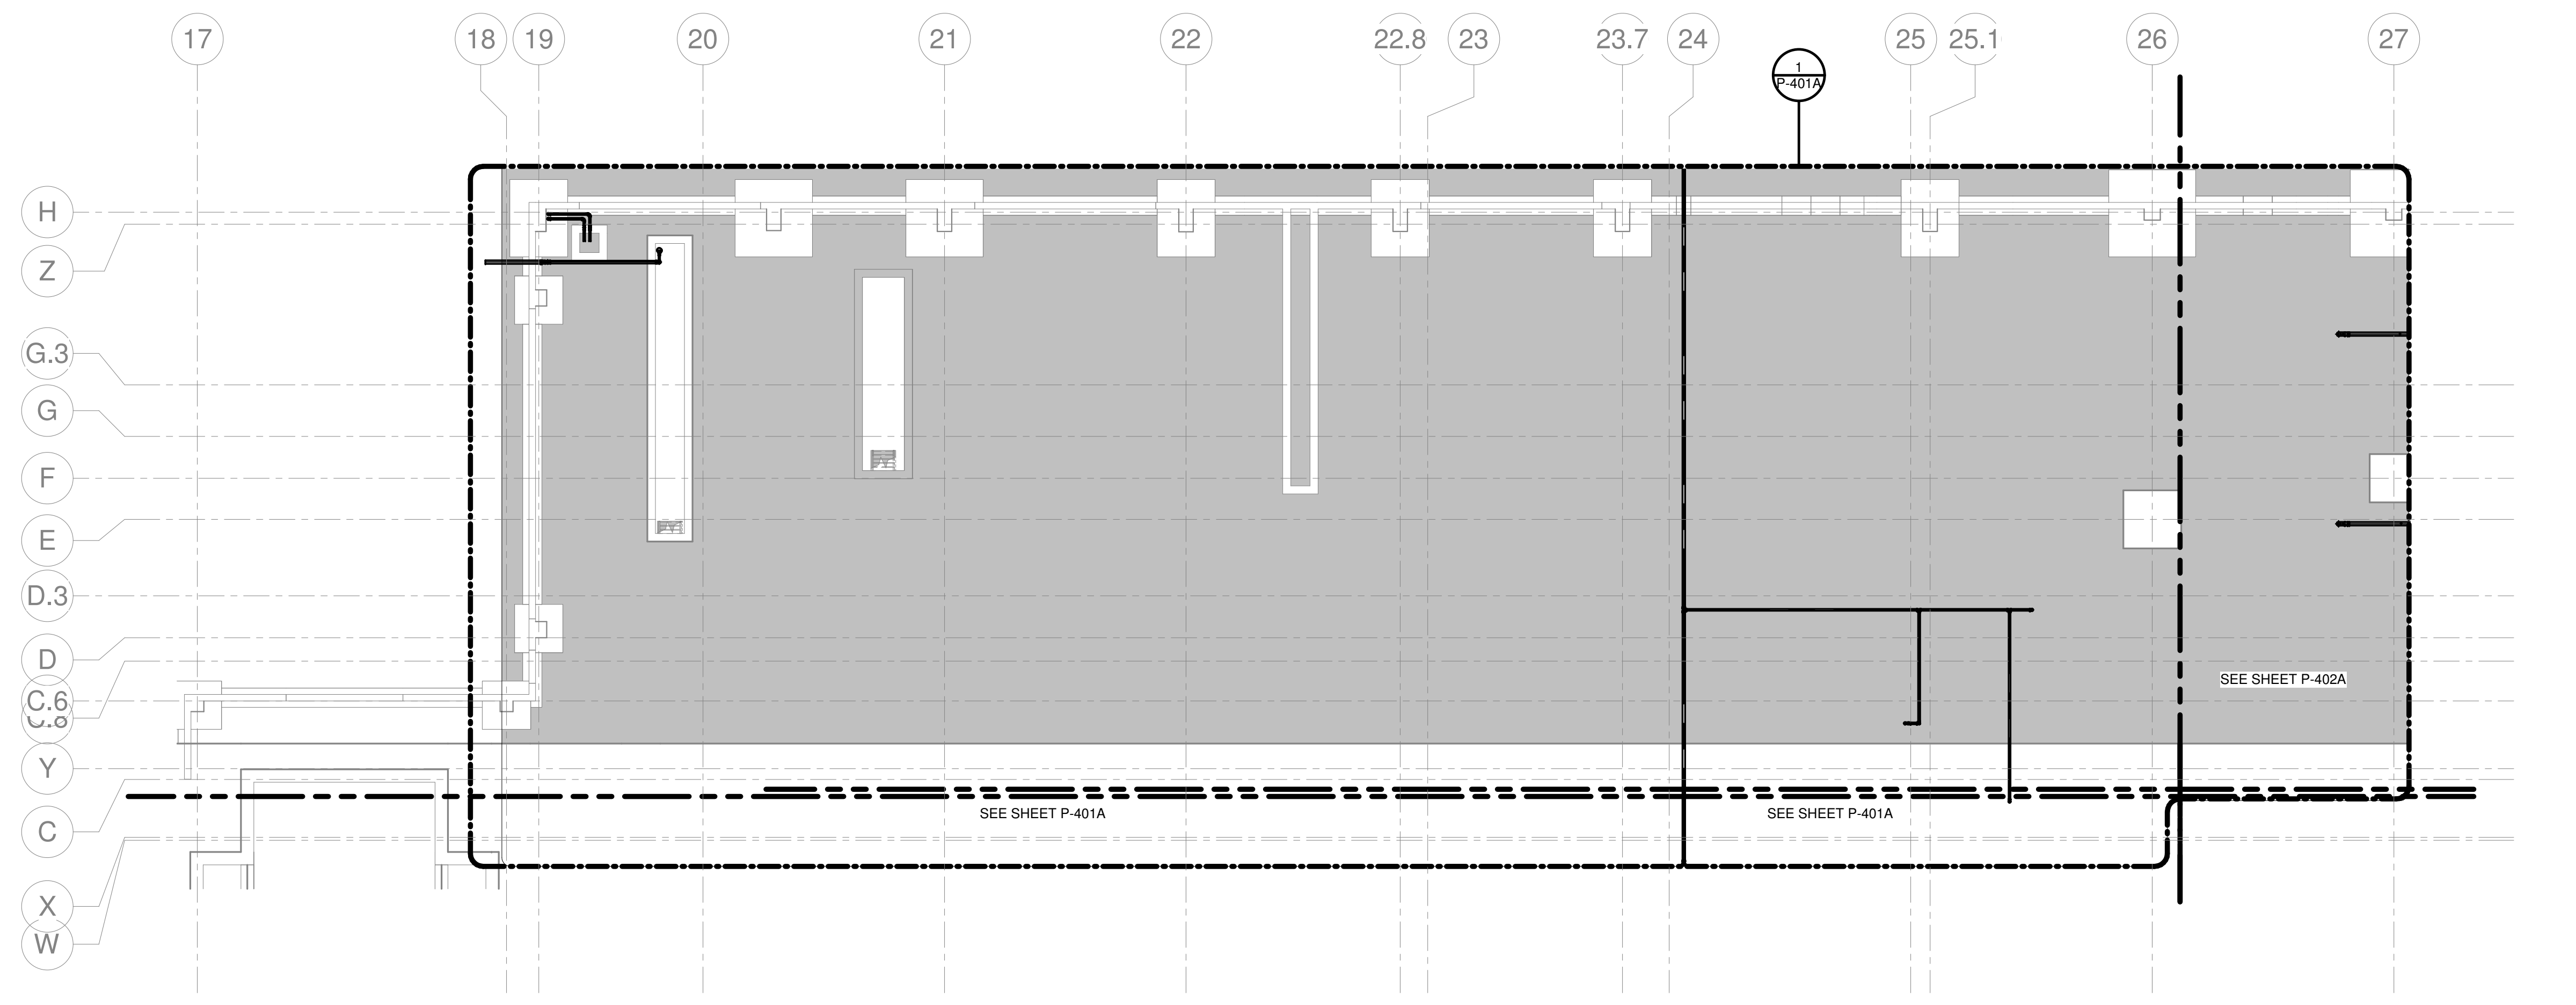 17
18
19
20
21
22
22.8
23
23.7
24
25
25.1
26
27
1
P-401A
H
Z
G.3
G
F
E
D.3
D
C.6
C.8
Y
C
X
W
SEE SHEET P-402A
SEE SHEET P-401A
SEE SHEET P-401A